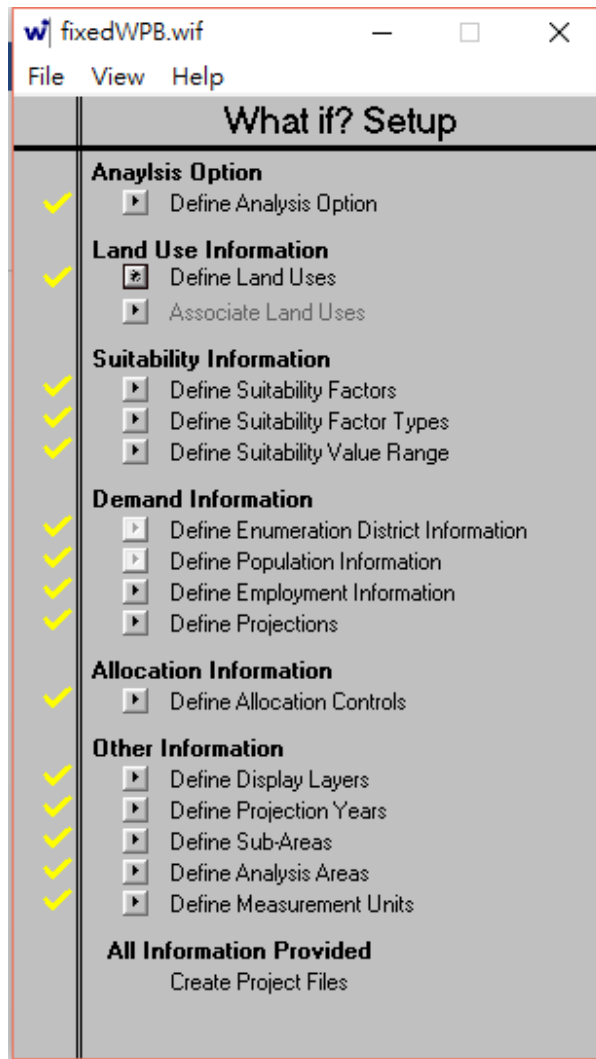 fixedWPB.wif
File View Help
What if? Setup
Anaylsis Option
Define Analysis Option
Land Use Information
Define Land Uses
Associate Land Uses
Suitability Information
Define Suitability Factors
Define Suitability Factor Types
Define Suitability Value Range
Demand Information
Define Enumeration District Information
Define Population Information
Define Employment Information
Define Projections
Allocation Information
Define Allocation Controls
Other Information
Define Display Layers
Define Projection Years
Define Sub-Areas
Define Analysis Areas
Define Measurement Units
All Information Provided
Create Project Files